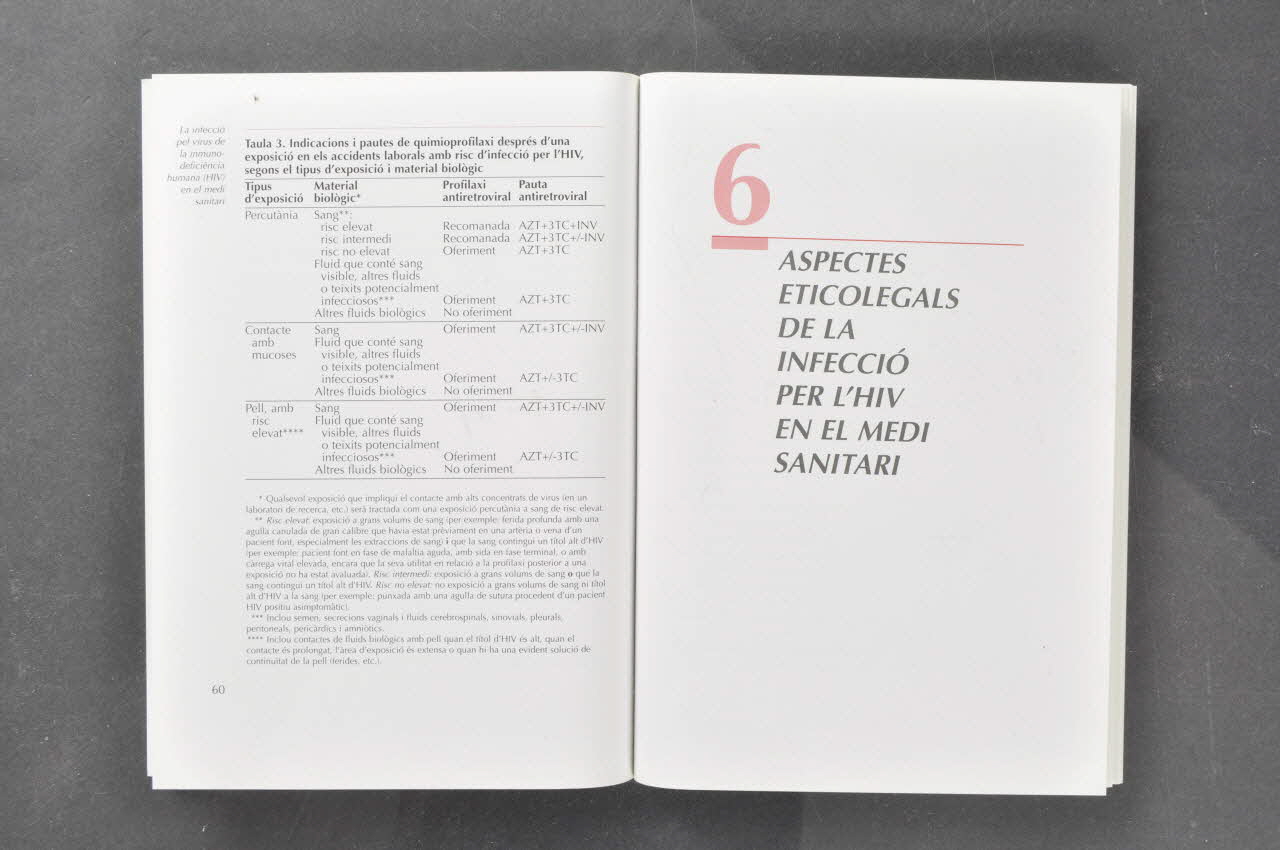 La infecció
pel virus de
la inmuno-
deficiència
humana (HIV)
en el medi
sanitari
Taula 3. Indicacions i pautes de quimioprofilaxi després d'una
exposició en els accidents laborals amb risc d'infecció per l'HIV,
segons el tipus d'exposició i material biològic
Tipus Material Profilaxi Pauta
d'exposició biològic* antiretroviral antiretroviral
Percutània Sang**:
risc elevat Recomanada AZT+3TC+INV
risc intermedi Recomanada AZT+3TC+/-INV
risc no elevat Oferiment AZT+3TC
Fluid que conté sang
visible, altres fluids
o teixits potencialment
infecciosos*** Oferiment AZT+3TC
Altres fluids biològics No oferiment
Contacte Sang Oferiment AZT+3TC+/-INV
amb Fluid que conté sang
mucoses visible, altres fluids
o teixits potencialment
infecciosos*** Oferiment AZT+/-3TC
Altres fluids biològics No oferiment
Pell, amb Sang Oferiment AZT+3TC+/-INV
risc Fluid que conté sang
elevat**** visible, altres fluids
o teixits potencialment
infecciosos*** Oferiment AZT+/-3TC
Altres fluids biològics No oferiment
* Qualsevol exposició que impliqui el contacte amb alts concentrats de virus (en un
laboratori de recerca, etc.) serà tractada com una exposició percutània a sang de risc elevat.
** Risc elevat: exposició a grans volums de sang (per exemple: ferida profunda amb una
agulla canulada de gran calibre que havia estat prèviament en una artèria o vena d'un
pacient font, especialment les extraccions de sang) i que la sang contingui un títol alt d'HIV
(per exemple: pacient font en fase de malaltia aguda, amb sida en fase terminal, o amb
càrrega viral elevada, encara que la seva utilitat en relació a la profilaxi posterior a una
exposició no ha estat avaluada). Risc intermedi: exposició a grans volums de sang o que la
sang contingui un títol alt d'HIV. Risc no elevat: no exposició a grans volums de sang ni títol
alt d'HIV a la sang (per exemple: punxada amb una agulla de sutura procedent d'un pacient
HIV positiu asimptomàtic).
*** Inclou semen, secrecions vaginals i fluids cerebrospinals, sinovials, pleurals,
peritoneals, pericàrdics i amniòtics.
**** Inclou contactes de fluids biològics amb pell quan el títol d'HIV és alt, quan el
contacte és prolongat, l'àrea d'exposició és extensa o quan hi ha una evident solució de
continuïtat de la pell (ferides, etc.).
60
6
ASPECTES
ETICOLEGALS
DE LA
INFECCIÓ
PER L'HIV
EN EL MEDI
SANITARI